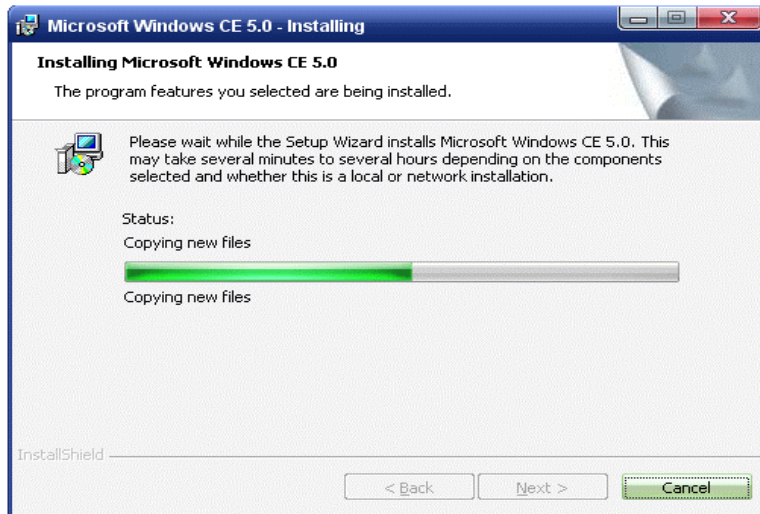 Microsoft Windows CE 5.0 - Installing
Installing Microsoft Windows CE 5.0
The program features you selected are being installed.
Please wait while the Setup Wizard installs Microsoft Windows CE 5.0. This
may take several minutes to several hours depending on the components
selected and whether this is a local or network installation.
Status:
Copying new files
Copying new files
InstallShield
< Back
Next >
Cancel